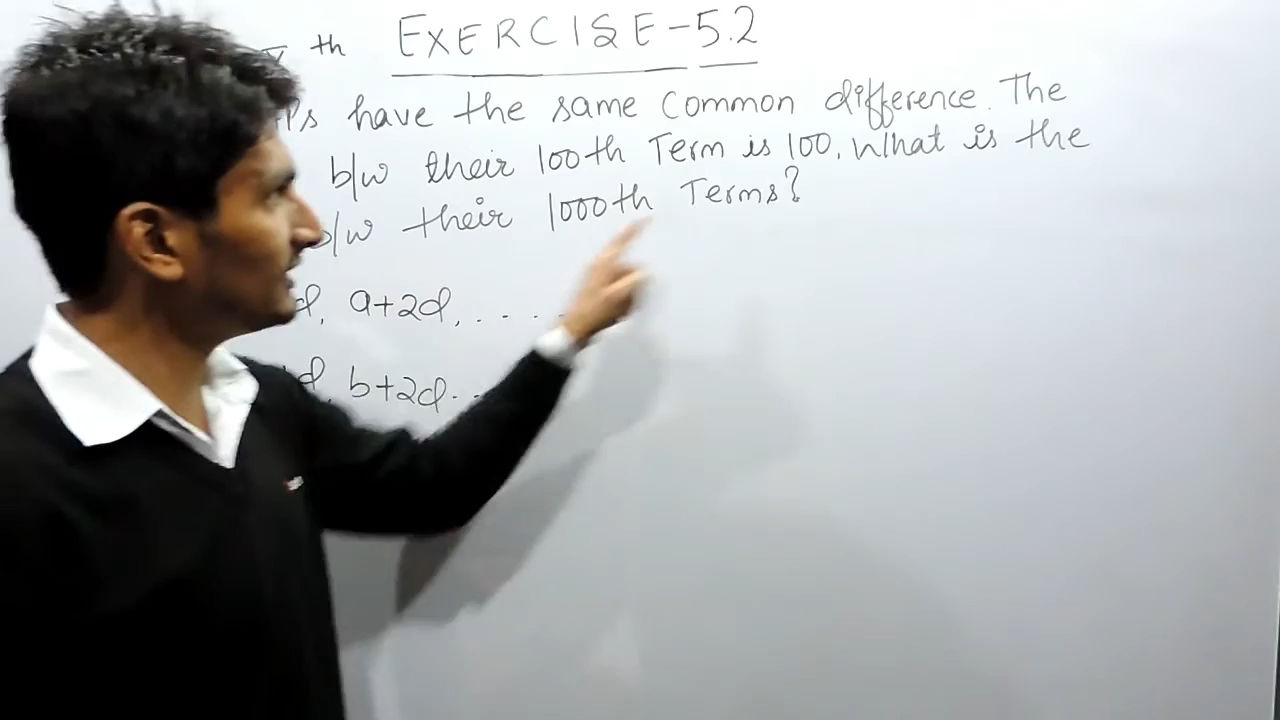 th EXERCISE-5.2
Ps have the same common difference. The
b/w their 100th Term is 100. What is the
b/w their 1000th Terms?
d, a+2d, . . . .
d, b+2d. .